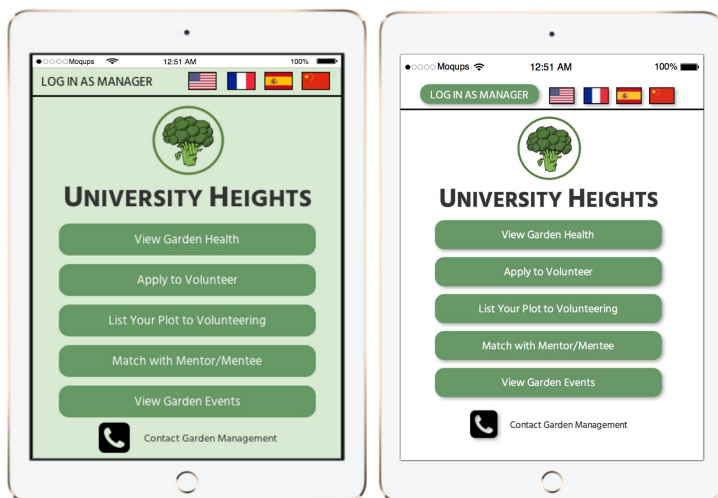 ●○○○○Moqups 12:51 AM 100%
LOG IN AS MANAGER
UNIVERSITY HEIGHTS
View Garden Health
Apply to Volunteer
List Your Plot to Volunteering
Match with Mentor/Mentee
View Garden Events
Contact Garden Management
●○○○○ Moqups 12:51 AM 100%
LOG IN AS MANAGER
UNIVERSITY HEIGHTS
View Garden Health
Apply to Volunteer
List Your Plot to Volunteering
Match with Mentor/Mentee
View Garden Events
Contact Garden Management